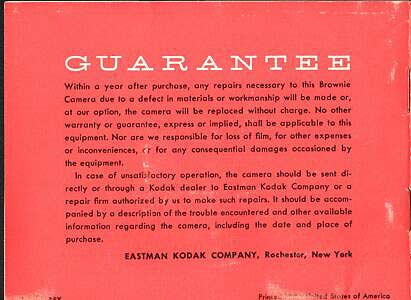 GUARANTEE
Within a year after purchase, any repairs necessary to this Brownie
Camera due to a defect in materials or workmanship will be made or,
at our option, the camera will be replaced without charge. No other
warranty or guarantee, express or implied, shall be applicable to this
equipment. Nor are we responsible for loss of film, for other expenses
or inconveniences, or for any consequential damages occasioned by
the equipment.
In case of unsatisfactory operation, the camera should be sent di-
rectly or through a Kodak dealer to Eastman Kodak Company or a
repair firm authorized by us to make such repairs. It should be accom-
panied by a description of the trouble encountered and other available
information regarding the camera, including the date and place of
purchase.
EASTMAN KODAK COMPANY, Rochester, New York
United States of America